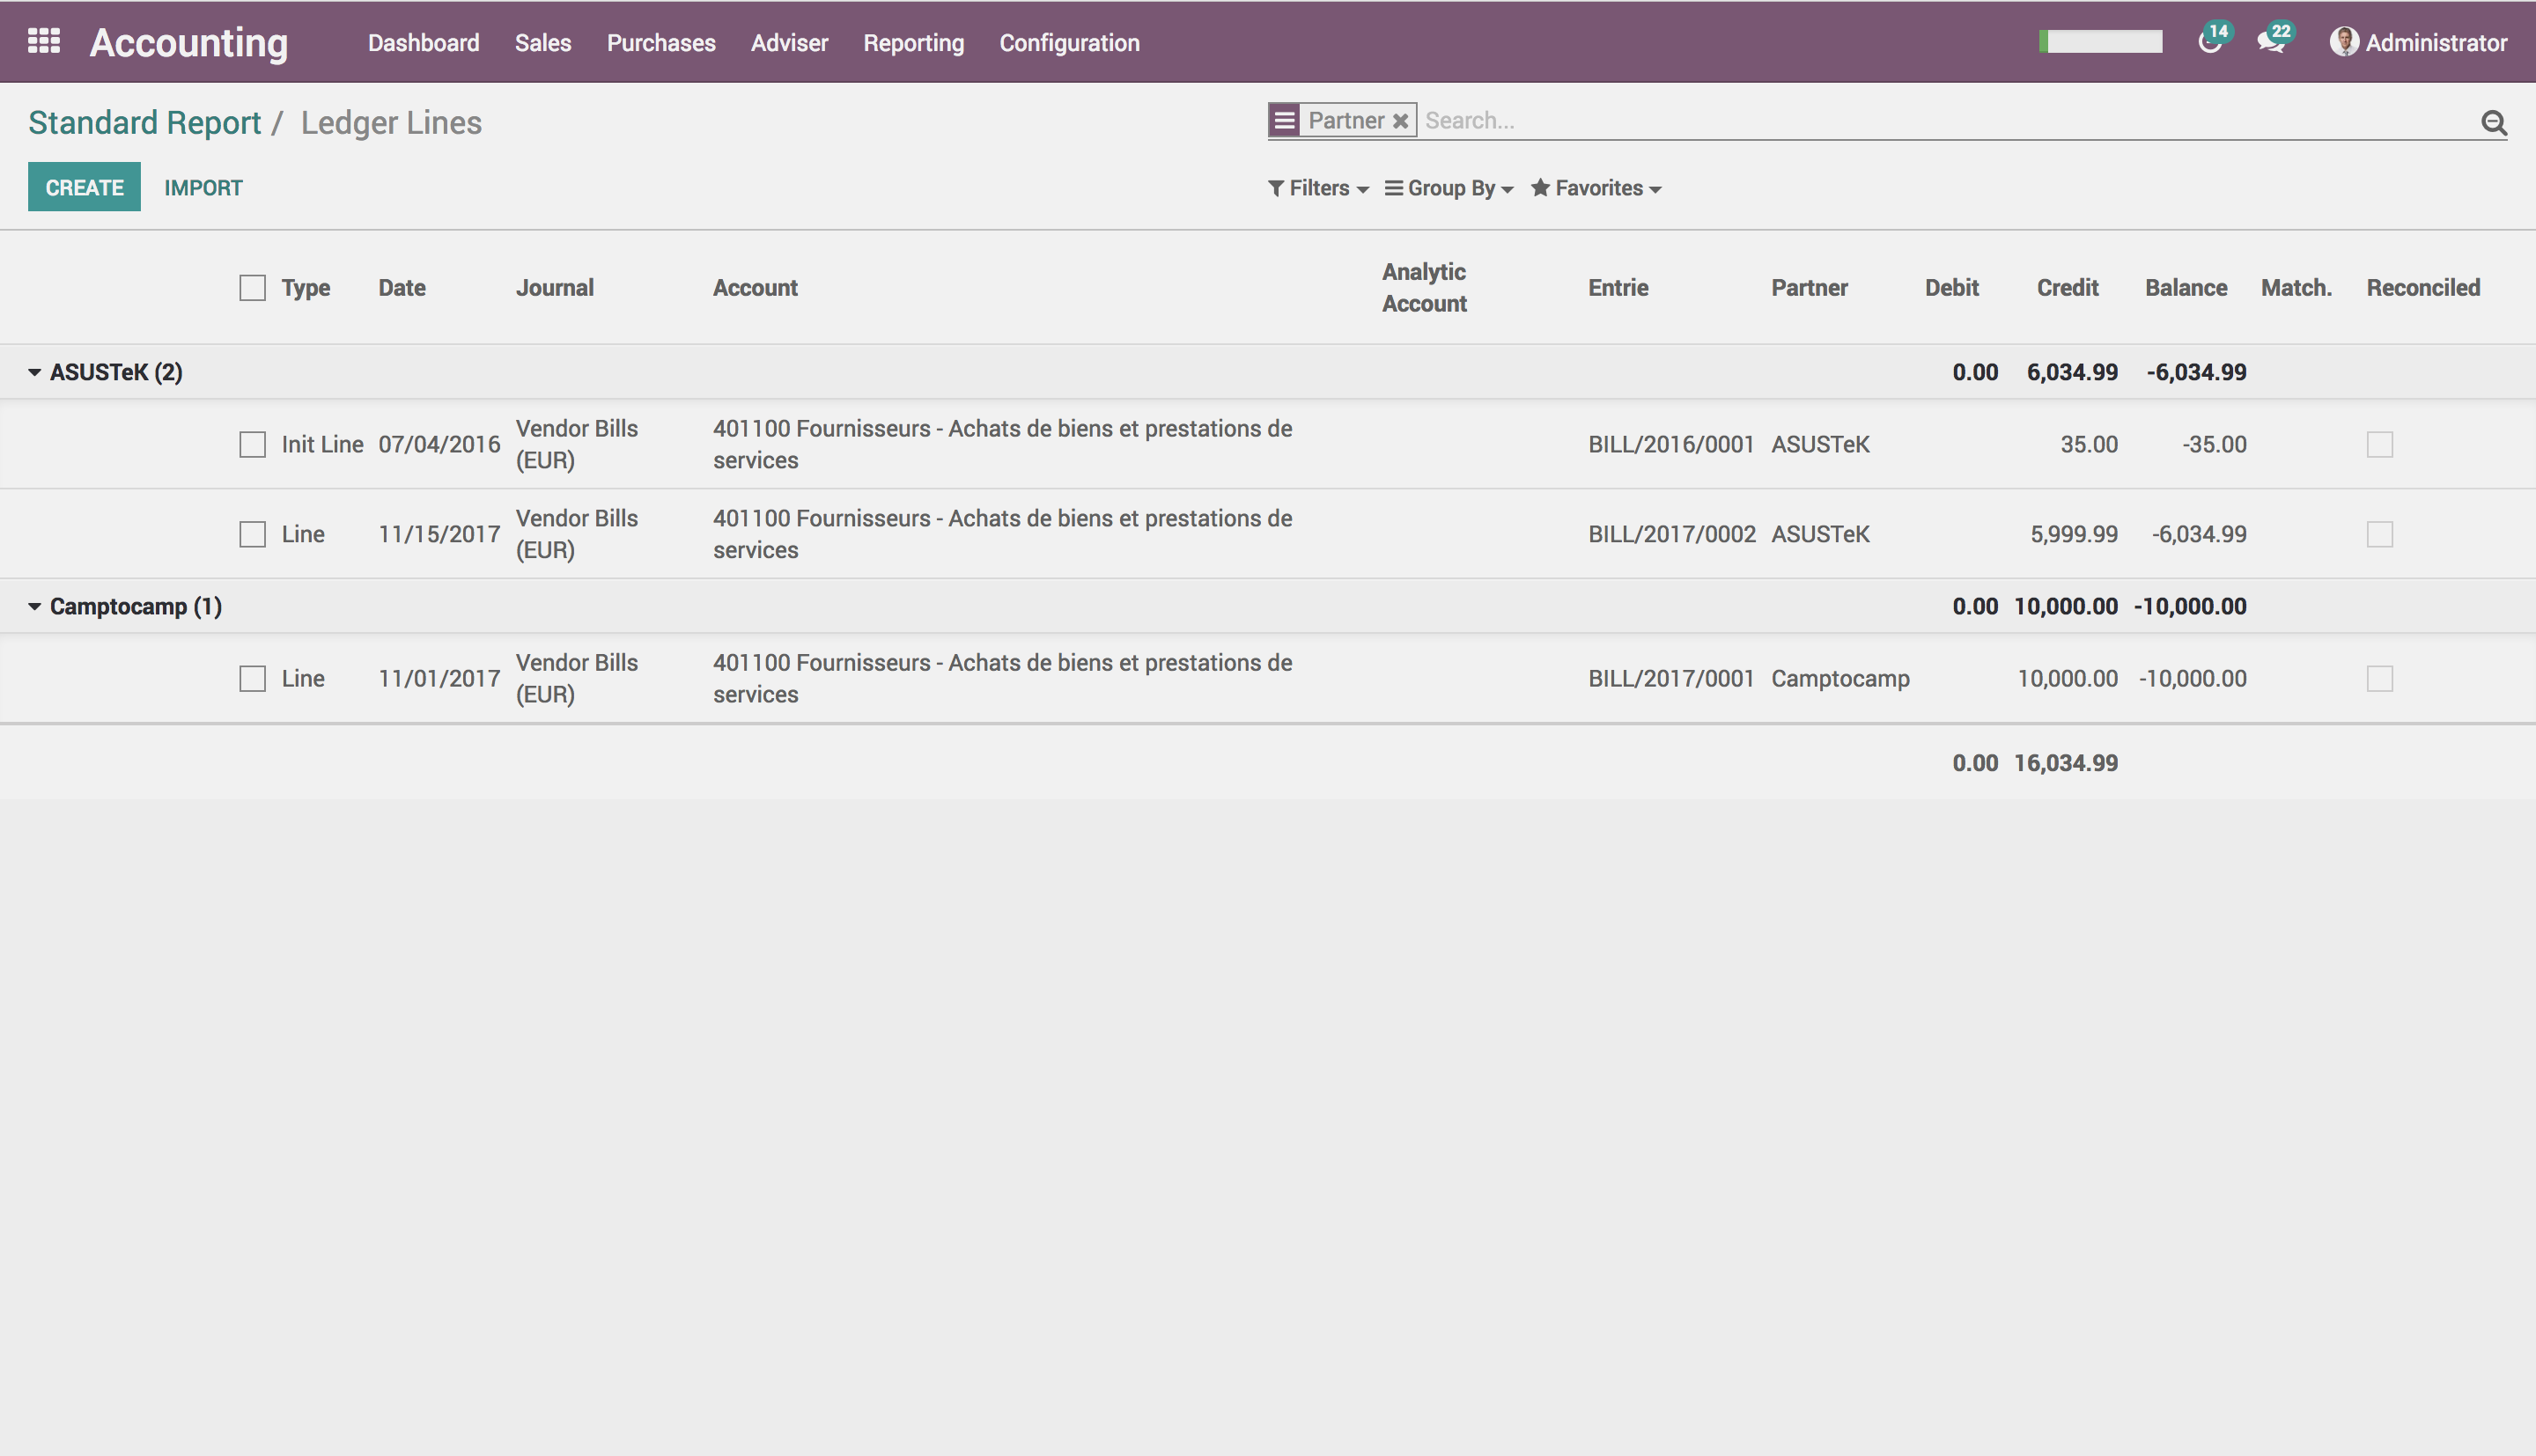 Accounting Dashboard Sales Purchases Adviser Reporting Configuration 14 22 Administrator
Standard Report / Ledger Lines
Partner Search...
CREATE IMPORT
Filters Group By Favorites
Type Date Journal Account Analytic Account Entrie Partner Debit Credit Balance Match. Reconciled
ASUSTeK (2) 0.00 6,034.99 -6,034.99
Init Line 07/04/2016 Vendor Bills (EUR) 401100 Fournisseurs - Achats de biens et prestations de services BILL/2016/0001 ASUSTeK 35.00 -35.00
Line 11/15/2017 Vendor Bills (EUR) 401100 Fournisseurs - Achats de biens et prestations de services BILL/2017/0002 ASUSTeK 5,999.99 -6,034.99
Camptocamp (1) 0.00 10,000.00 -10,000.00
Line 11/01/2017 Vendor Bills (EUR) 401100 Fournisseurs - Achats de biens et prestations de services BILL/2017/0001 Camptocamp 10,000.00 -10,000.00
0.00 16,034.99